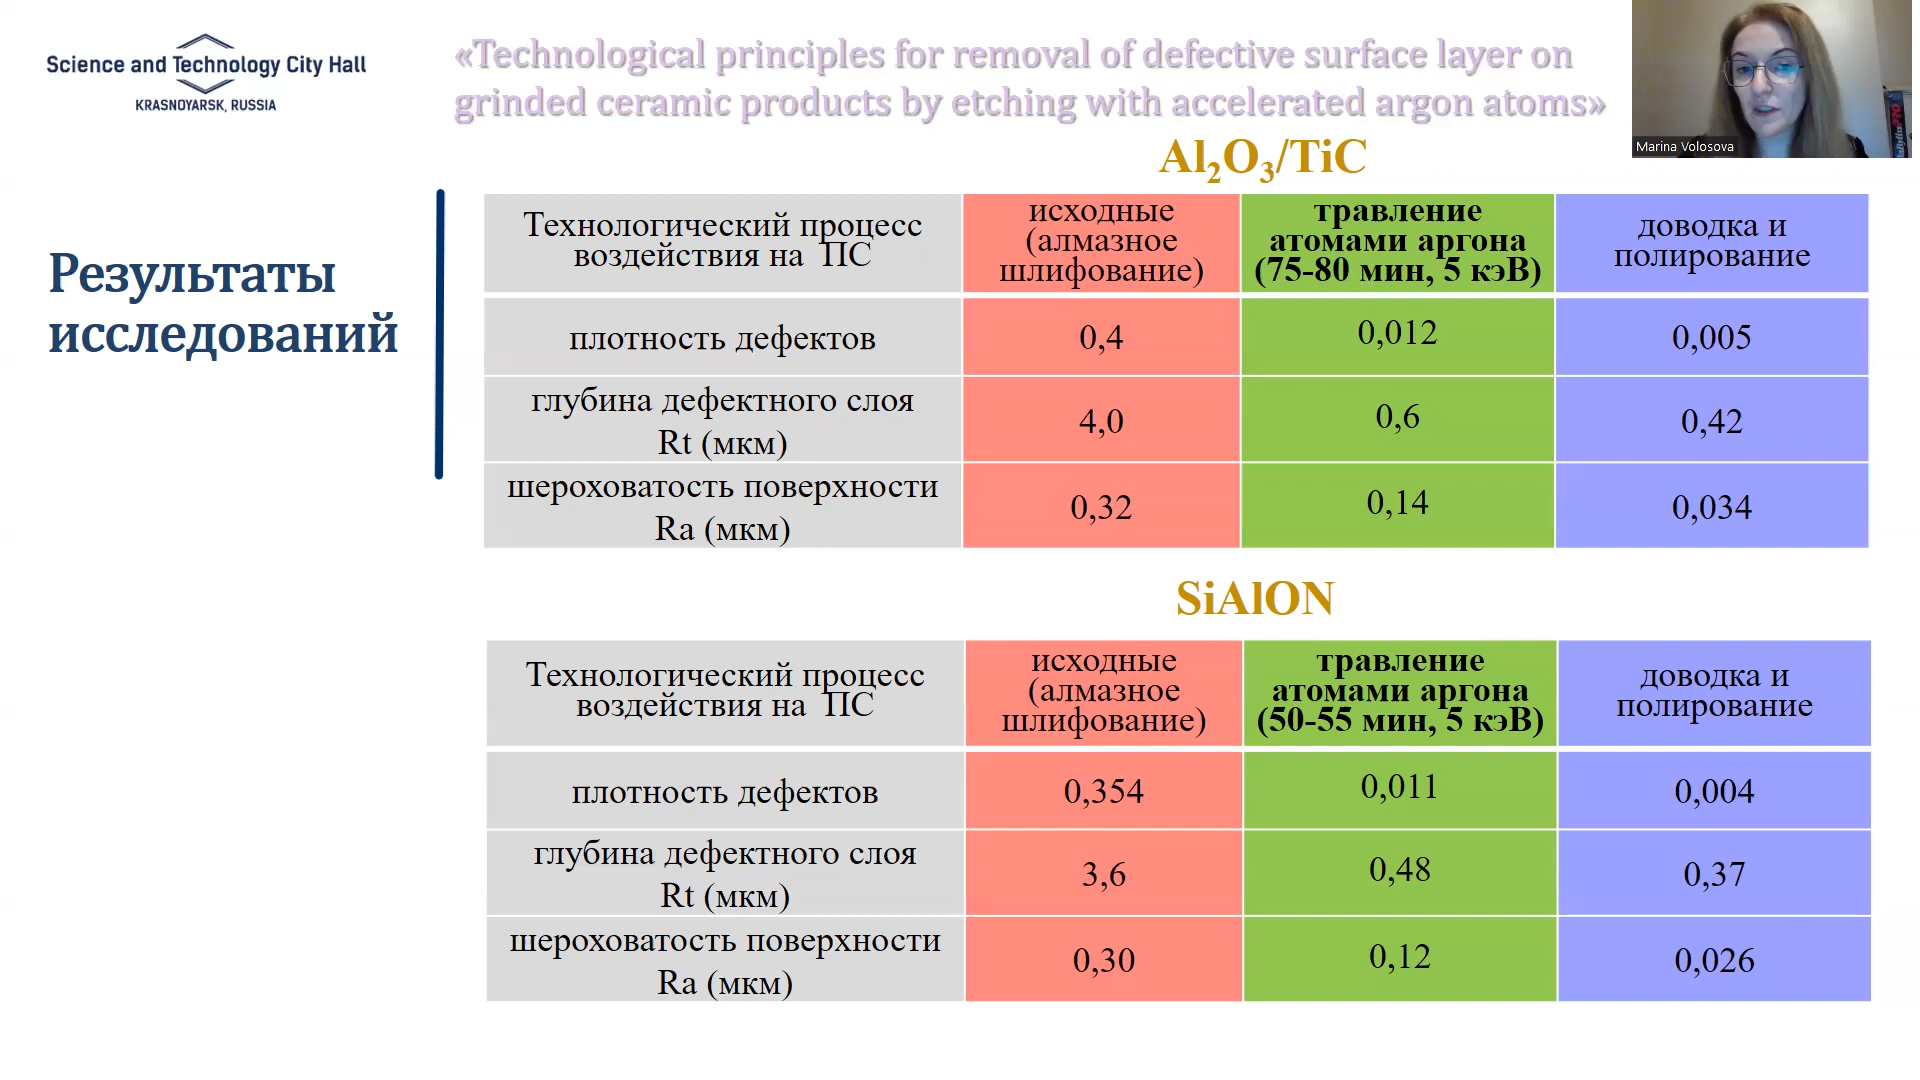 Science and Technology City Hall
KRASNOYARSK, RUSSIA
«Technological principles for removal of defective surface layer on
grinded ceramic products by etching with accelerated argon atoms»
Marina Volosova
Результаты
исследований
Al₂O₃/TiC
Технологический процесс
воздействия на ПС
исходные
(алмазное
шлифование)
травление
атомами аргона
(75-80 мин, 5 кэВ)
доводка и
полирование
плотность дефектов
0,4
0,012
0,005
глубина дефектного слоя
Rt (мкм)
4,0
0,6
0,42
шероховатость поверхности
Ra (мкм)
0,32
0,14
0,034
SiAlON
Технологический процесс
воздействия на ПС
исходные
(алмазное
шлифование)
травление
атомами аргона
(50-55 мин, 5 кэВ)
доводка и
полирование
плотность дефектов
0,354
0,011
0,004
глубина дефектного слоя
Rt (мкм)
3,6
0,48
0,37
шероховатость поверхности
Ra (мкм)
0,30
0,12
0,026